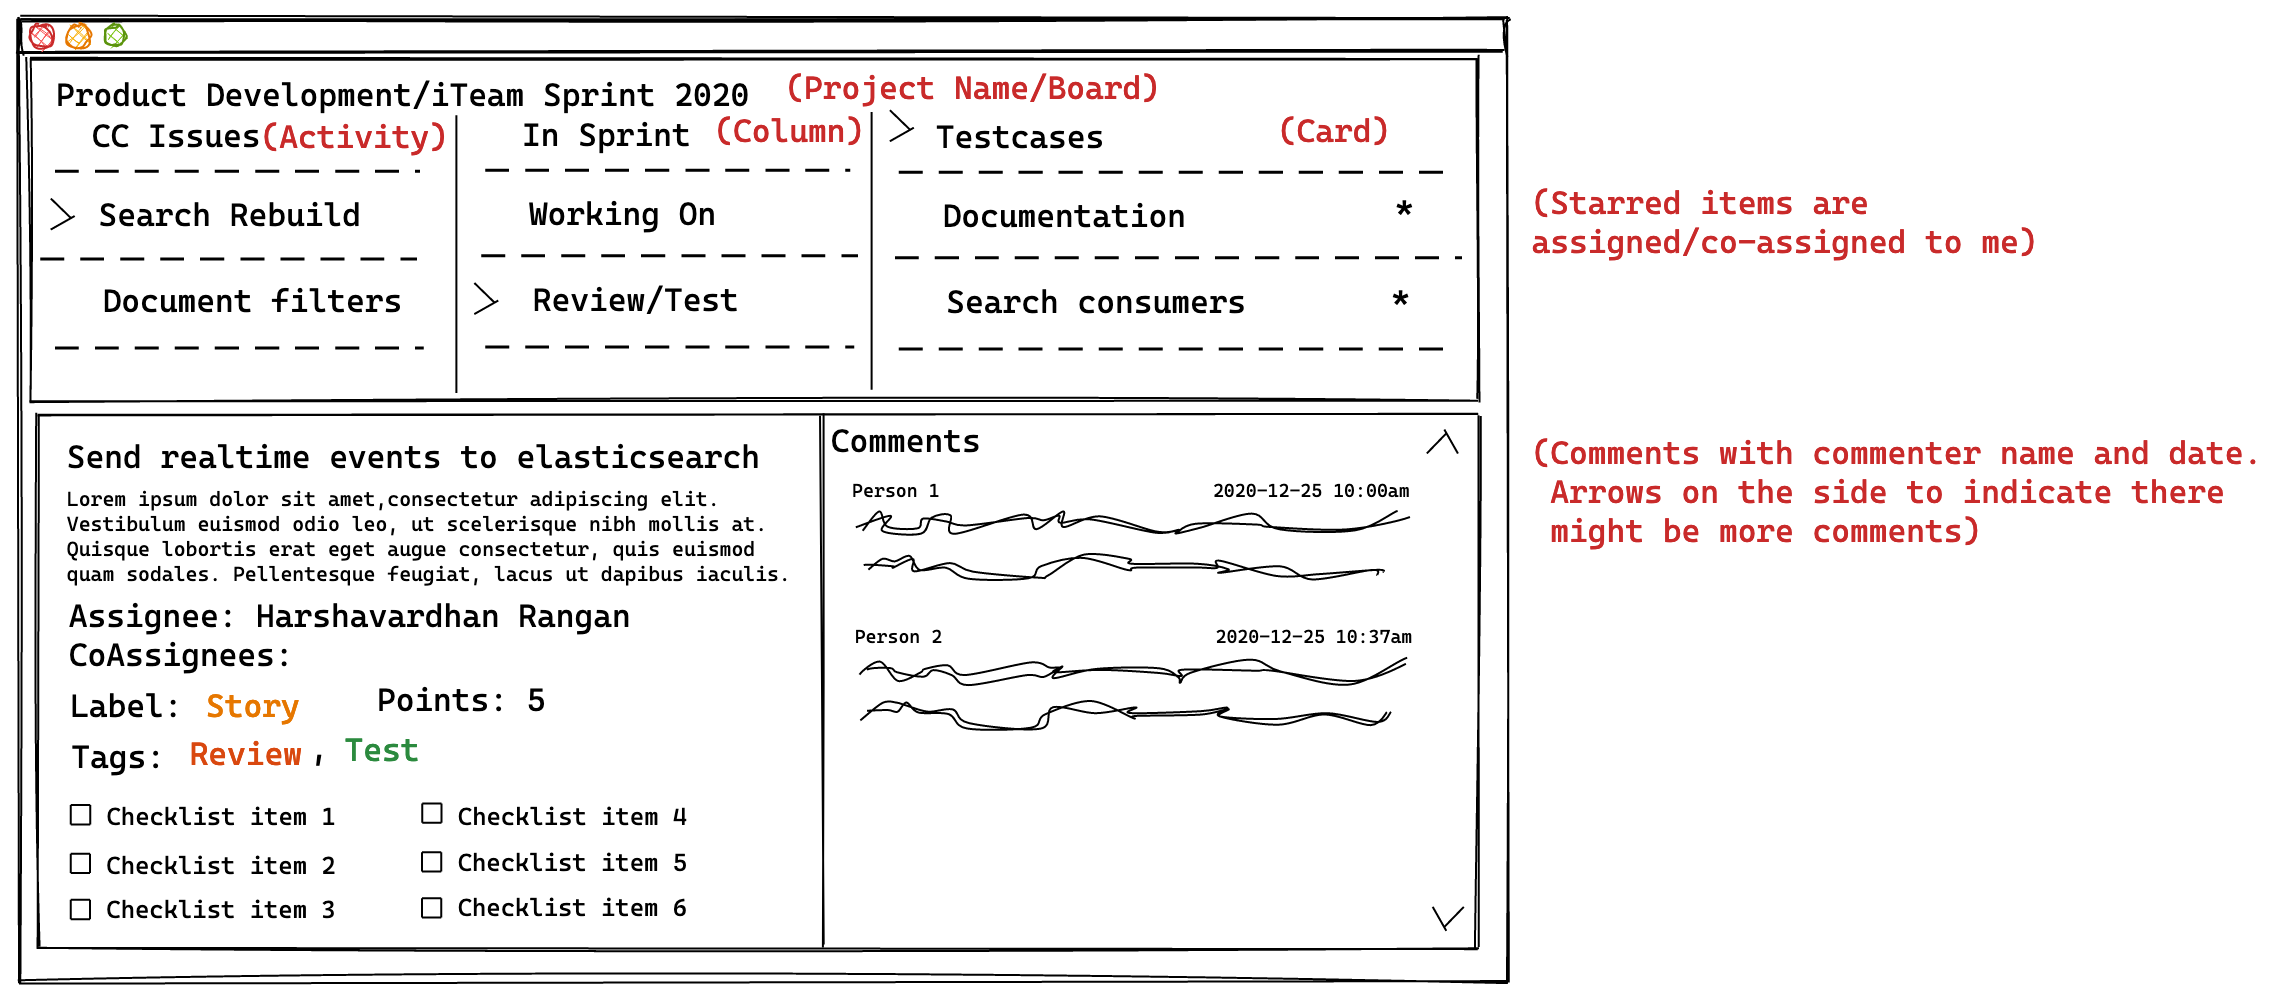 Product Development/iTeam Sprint 2020 (Project Name/Board)
CC Issues(Activity)
In Sprint (Column)
> Testcases (Card)
> Search Rebuild
Working On
Documentation *
(Starred items are
assigned/co-assigned to me)
Document filters
> Review/Test
Search consumers *
Send realtime events to elasticsearch
Lorem ipsum dolor sit amet,consectetur adipiscing elit.
Vestibulum euismod odio leo, ut scelerisque nibh mollis at.
Quisque lobortis erat eget augue consectetur, quis euismod
quam sodales. Pellentesque feugiat, lacus ut dapibus iaculis.
Assignee: Harshavardhan Rangan
CoAssignees:
Label: Story Points: 5
Tags: Review , Test
Checklist item 1
Checklist item 2
Checklist item 3
Checklist item 4
Checklist item 5
Checklist item 6
Comments
Person 1 2020-12-25 10:00am
Person 2 2020-12-25 10:37am
(Comments with commenter name and date.
Arrows on the side to indicate there
might be more comments)